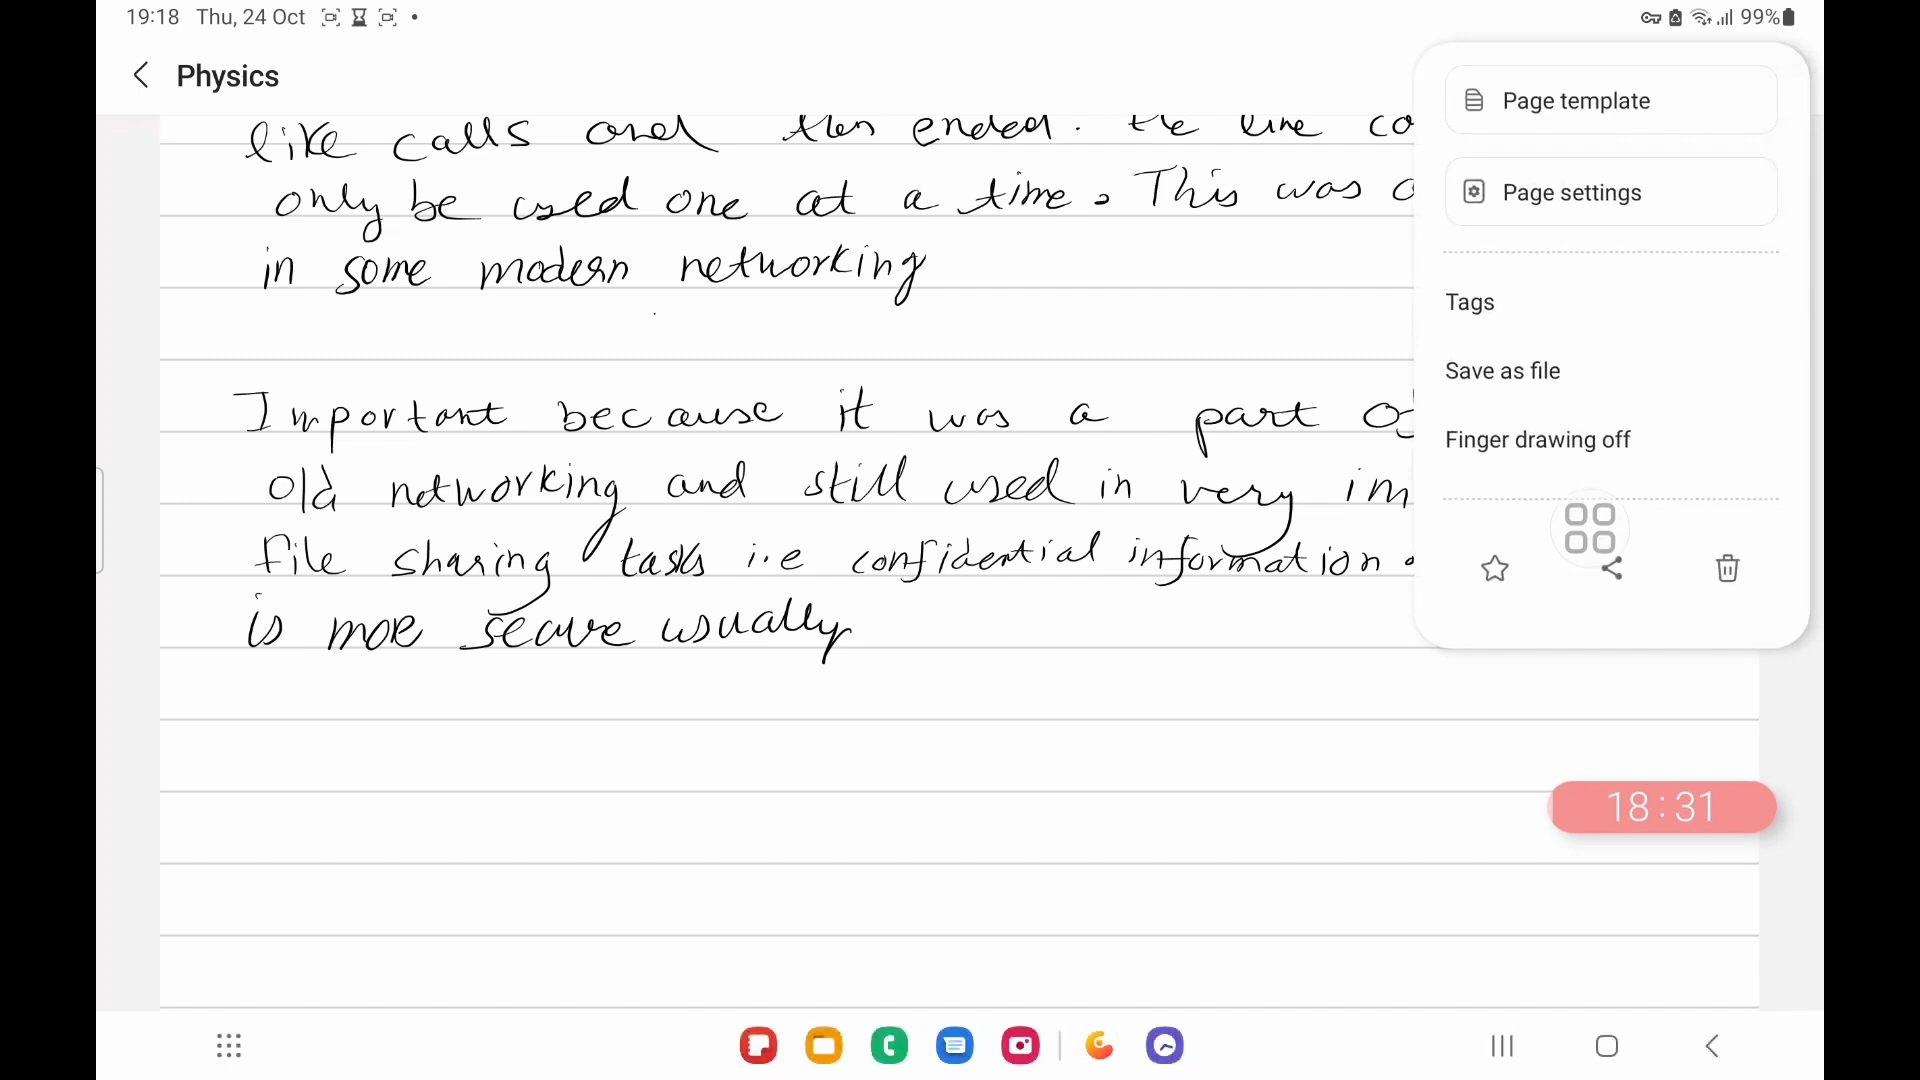 19:18 Thu, 24 Oct 99%
Physics
like calls and then ended. the line co
only be used one at a time. This was
in some modern networking
Important because it was a part of
old networking and still used in very im
file sharing tasks i.e confidential information
is more secure usually
Page template
Page settings
Tags
Save as file
Finger drawing off
18:31